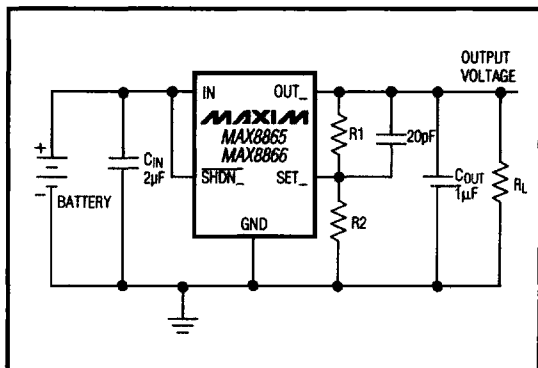 OUTPUT
VOLTAGE
IN
OUT_
MAXIM
MAX8865
MAX8866
R1
20pF
+
CIN
2µF
SHDN_
SET_
COUT
1µF
RL
−
BATTERY
GND
R2